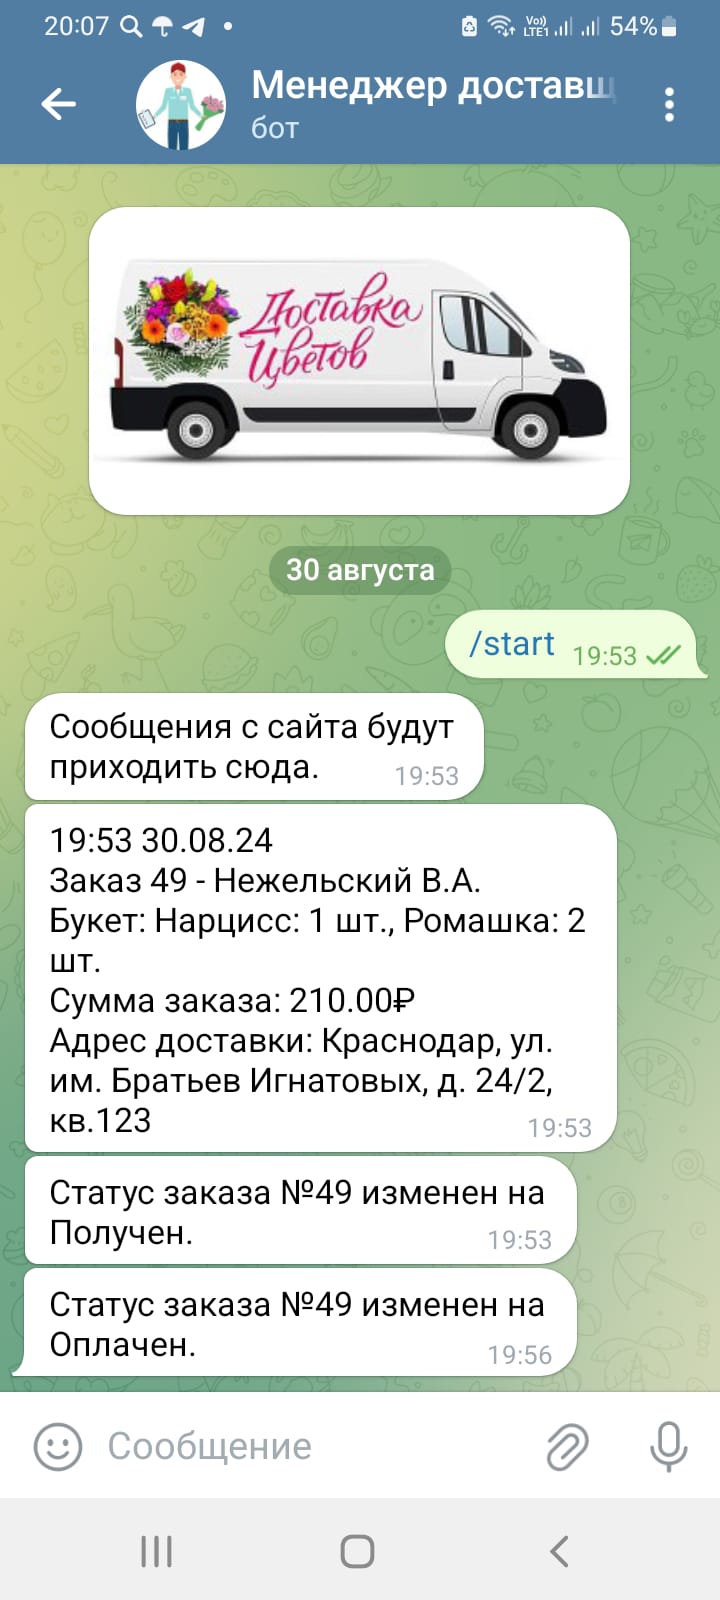 20:07
Vo))
LTE1
54%
Менеджер доставщ
бот
Доставка
Цветов
30 августа
/start 19:53
Сообщения с сайта будут
приходить сюда. 19:53
19:53 30.08.24
Заказ 49 - Нежельский В.А.
Букет: Нарцисс: 1 шт., Ромашка: 2
шт.
Сумма заказа: 210.00₽
Адрес доставки: Краснодар, ул.
им. Братьев Игнатовых, д. 24/2,
кв.123 19:53
Статус заказа №49 изменен на
Получен. 19:53
Статус заказа №49 изменен на
Оплачен. 19:56
Сообщение